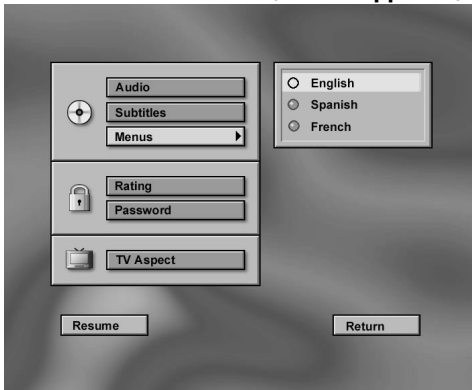 Audio
Subtitles
Menus
Rating
Password
TV Aspect
English
Spanish
French
Resume
Return